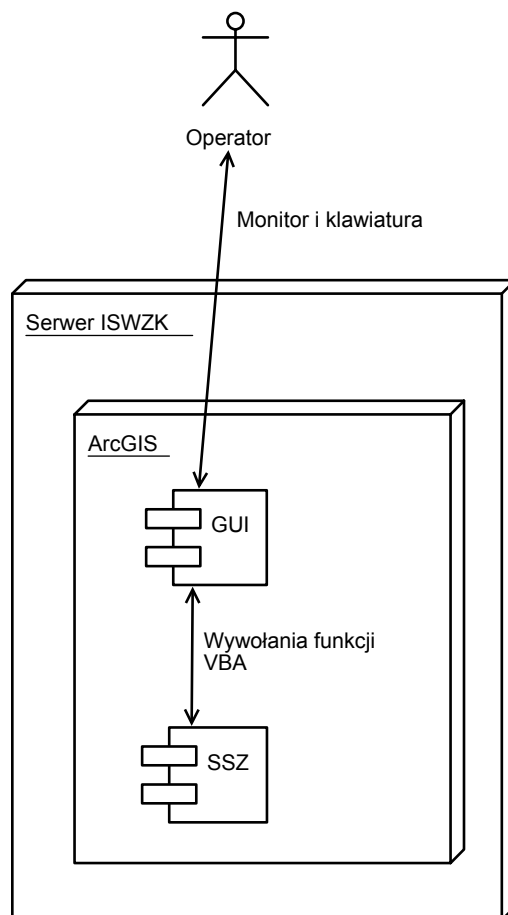 Operator
Monitor i klawiatura
Serwer ISWZK
ArcGIS
GUI
Wywołania funkcji
VBA
SSZ